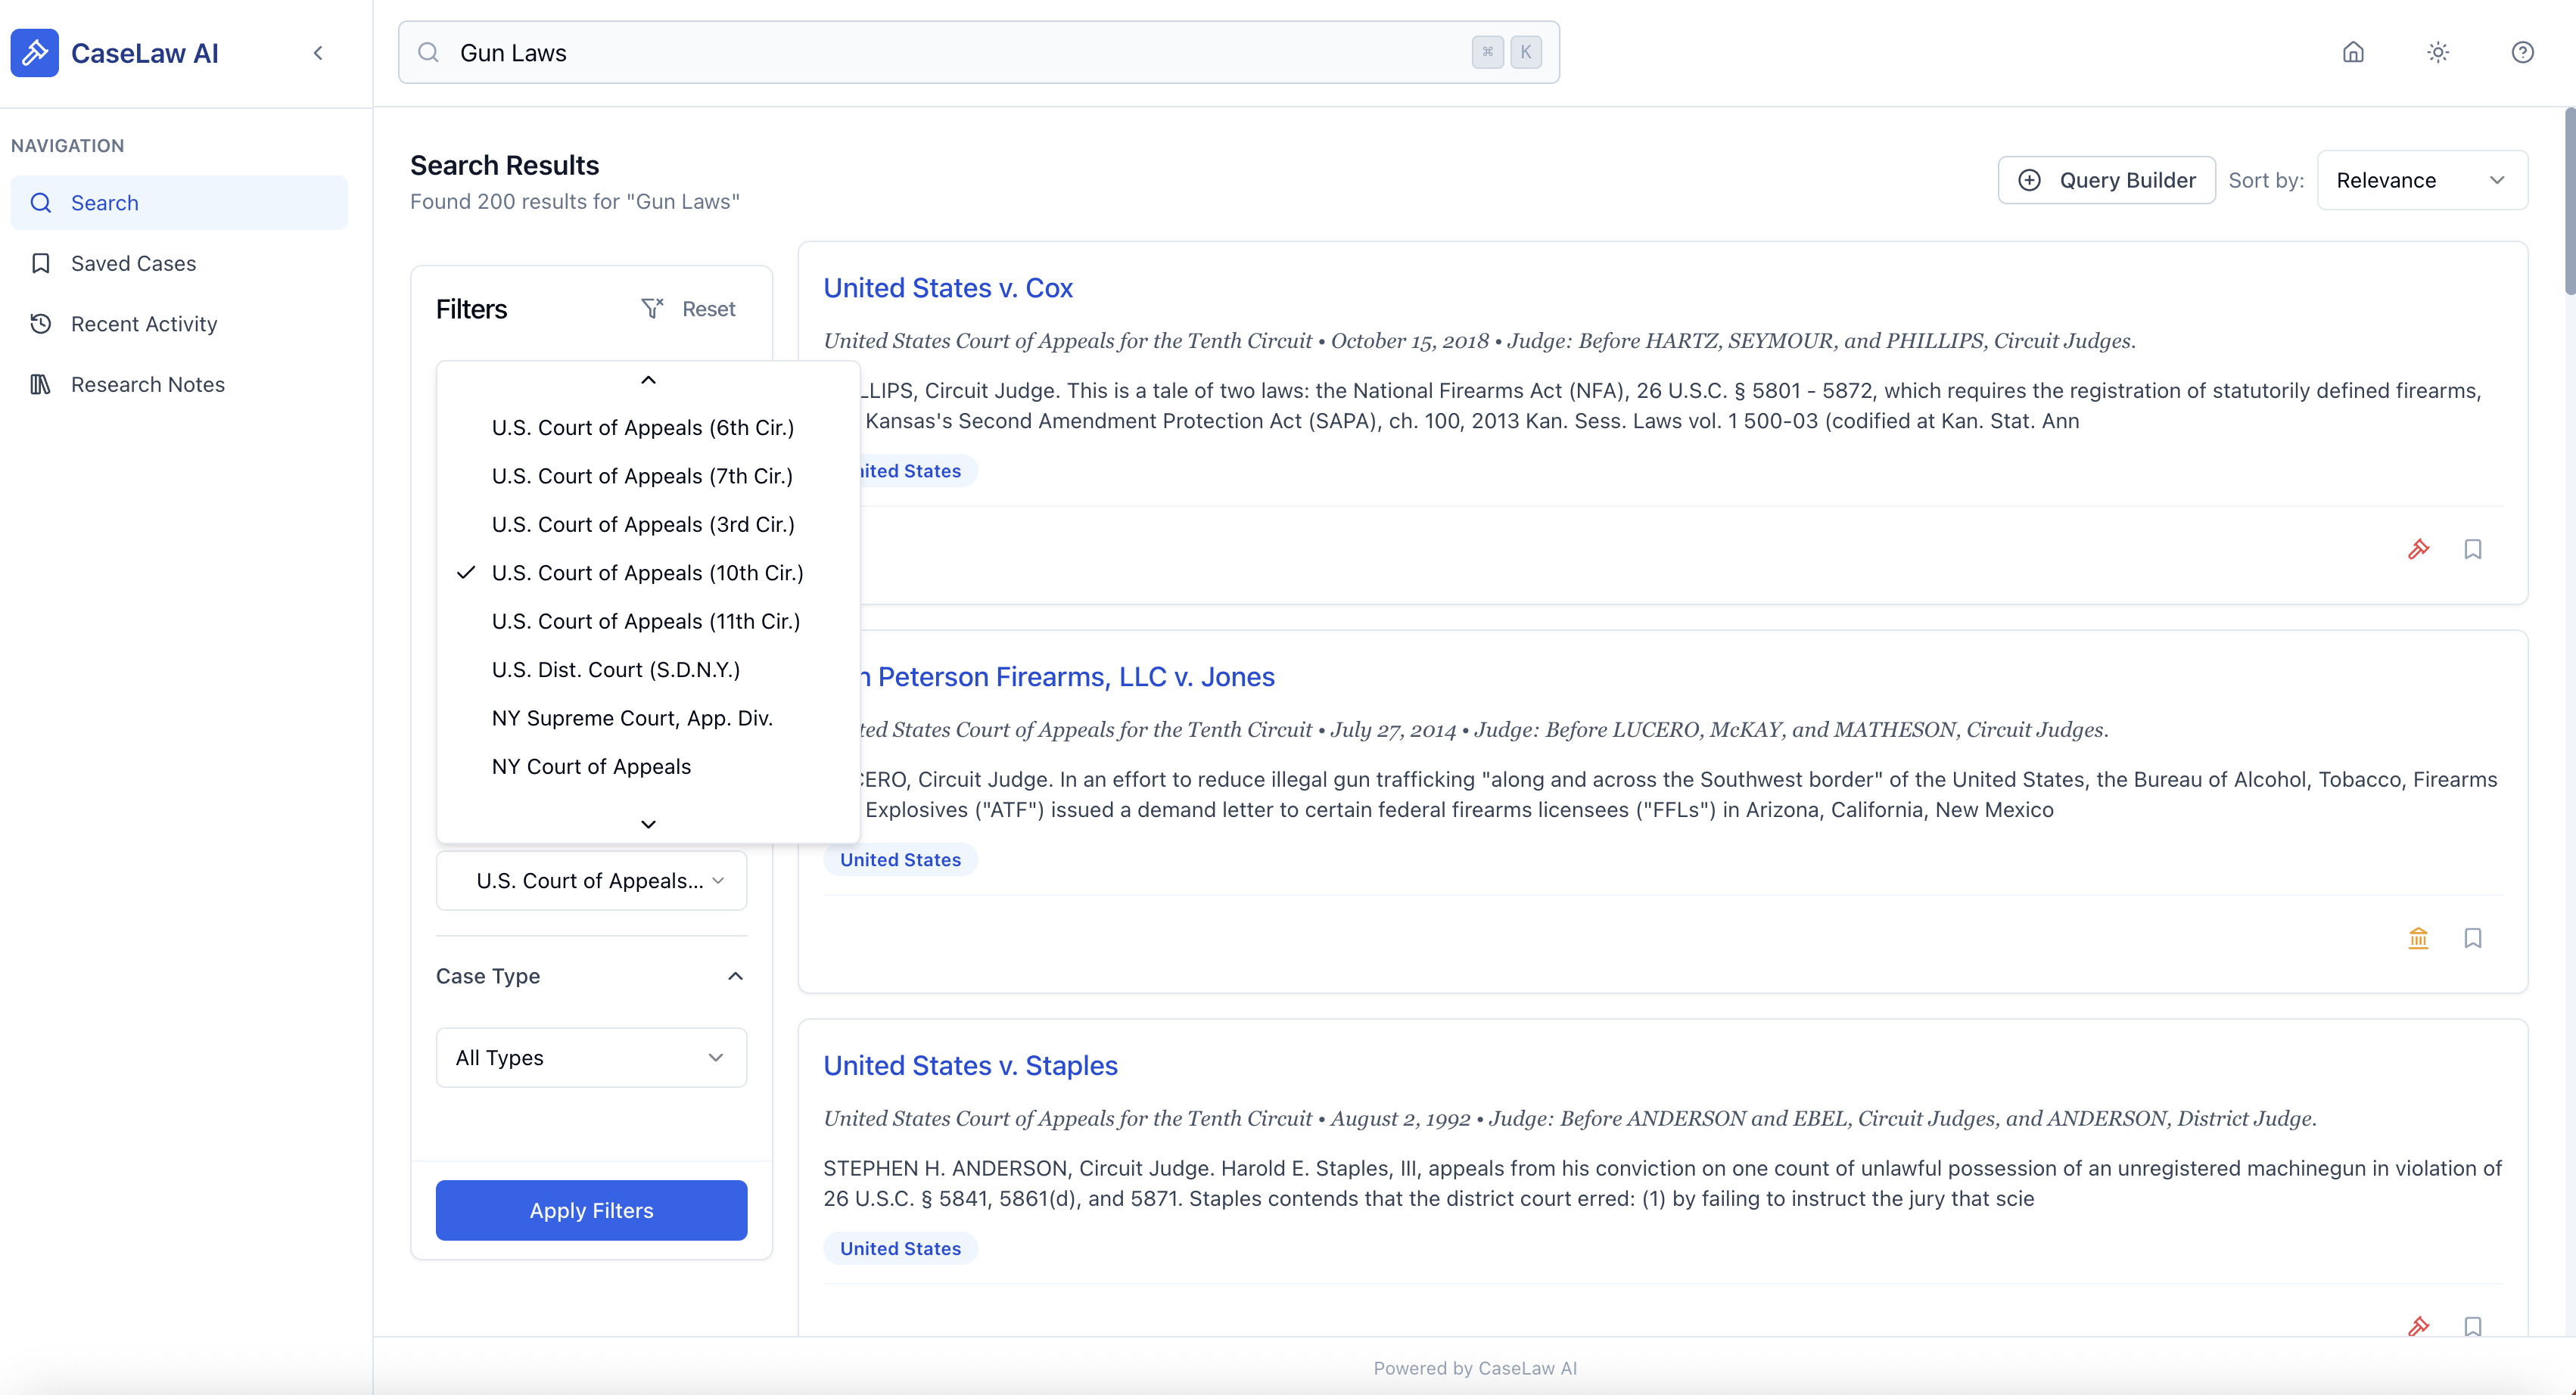 CaseLaw AI
Gun Laws
⌘ K
NAVIGATION
Search
Saved Cases
Recent Activity
Research Notes
Search Results
Found 200 results for "Gun Laws"
Query Builder
Sort by:
Relevance
Filters
Reset
U.S. Court of Appeals (6th Cir.)
U.S. Court of Appeals (7th Cir.)
U.S. Court of Appeals (3rd Cir.)
U.S. Court of Appeals (10th Cir.)
U.S. Court of Appeals (11th Cir.)
U.S. Dist. Court (S.D.N.Y.)
NY Supreme Court, App. Div.
NY Court of Appeals
U.S. Court of Appeals...
Case Type
All Types
Apply Filters
United States v. Cox
United States Court of Appeals for the Tenth Circuit • October 15, 2018 • Judge: Before HARTZ, SEYMOUR, and PHILLIPS, Circuit Judges.
LLIPS, Circuit Judge. This is a tale of two laws: the National Firearms Act (NFA), 26 U.S.C. § 5801 - 5872, which requires the registration of statutorily defined firearms,
Kansas's Second Amendment Protection Act (SAPA), ch. 100, 2013 Kan. Sess. Laws vol. 1 500-03 (codified at Kan. Stat. Ann
ited States
n Peterson Firearms, LLC v. Jones
ted States Court of Appeals for the Tenth Circuit • July 27, 2014 • Judge: Before LUCERO, McKAY, and MATHESON, Circuit Judges.
CERO, Circuit Judge. In an effort to reduce illegal gun trafficking "along and across the Southwest border" of the United States, the Bureau of Alcohol, Tobacco, Firearms
Explosives ("ATF") issued a demand letter to certain federal firearms licensees ("FFLs") in Arizona, California, New Mexico
United States
United States v. Staples
United States Court of Appeals for the Tenth Circuit • August 2, 1992 • Judge: Before ANDERSON and EBEL, Circuit Judges, and ANDERSON, District Judge.
STEPHEN H. ANDERSON, Circuit Judge. Harold E. Staples, III, appeals from his conviction on one count of unlawful possession of an unregistered machinegun in violation of
26 U.S.C. § 5841, 5861(d), and 5871. Staples contends that the district court erred: (1) by failing to instruct the jury that scie
United States
Powered by CaseLaw AI